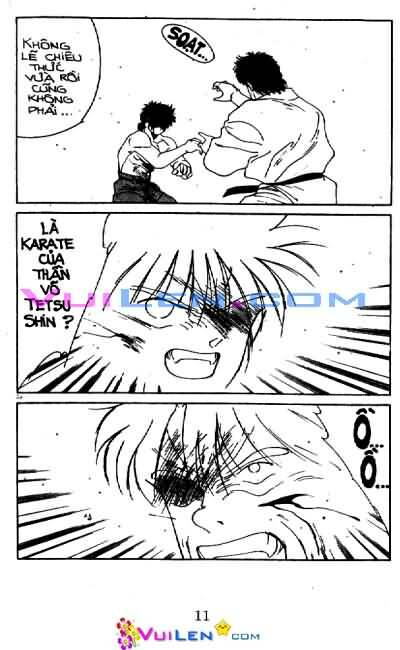 KHÔNG
LẼ CHIÊU
THỨC
VỪA RỒI
CŨNG
KHÔNG
PHẢI...
SOẠT...
LÀ
KARATE
CỦA
THẦN
VÕ
TETSU
SHIN ?
VUILEN.COM
Ồ...
Ồ...
11
VUILEN